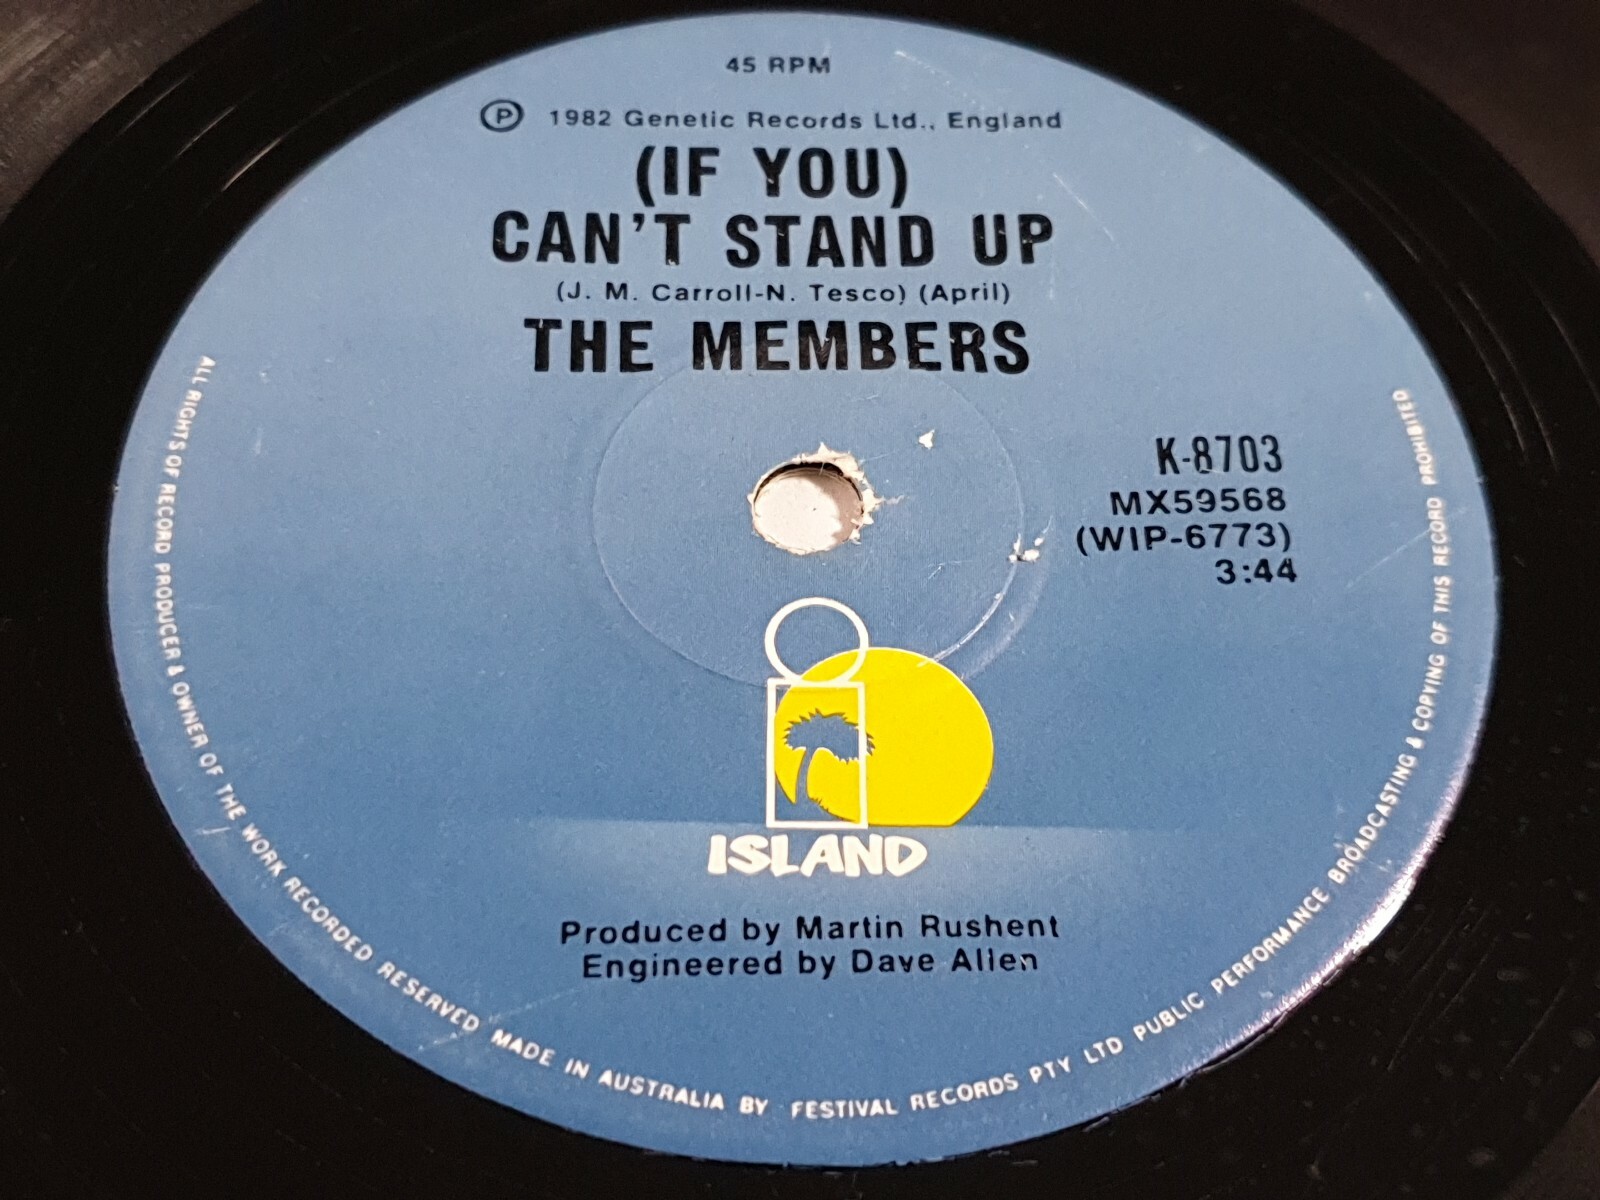 45 RPM
Ⓟ 1982 Genetic Records Ltd., England
(IF YOU)
CAN'T STAND UP
(J. M. Carroll-N. Tesco) (April)
THE MEMBERS
K-8703
MX59568
(WIP-6773)
3:44
ISLAND
Produced by Martin Rushent
Engineered by Dave Allen
ALL RIGHTS OF RECORD PRODUCER & OWNER OF THE WORK RECORDED RESERVED MADE IN AUSTRALIA BY FESTIVAL RECORDS PTY LTD PUBLIC PERFORMANCE BROADCASTING & COPYING OF THIS RECORD PROHIBITED